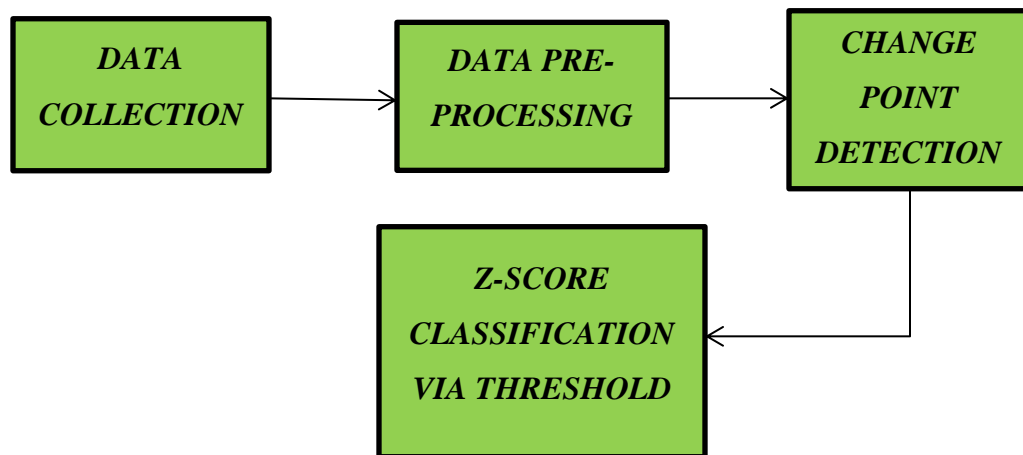 DATA
COLLECTION
DATA PRE-
PROCESSING
CHANGE
POINT
DETECTION
Z-SCORE
CLASSIFICATION
VIA THRESHOLD